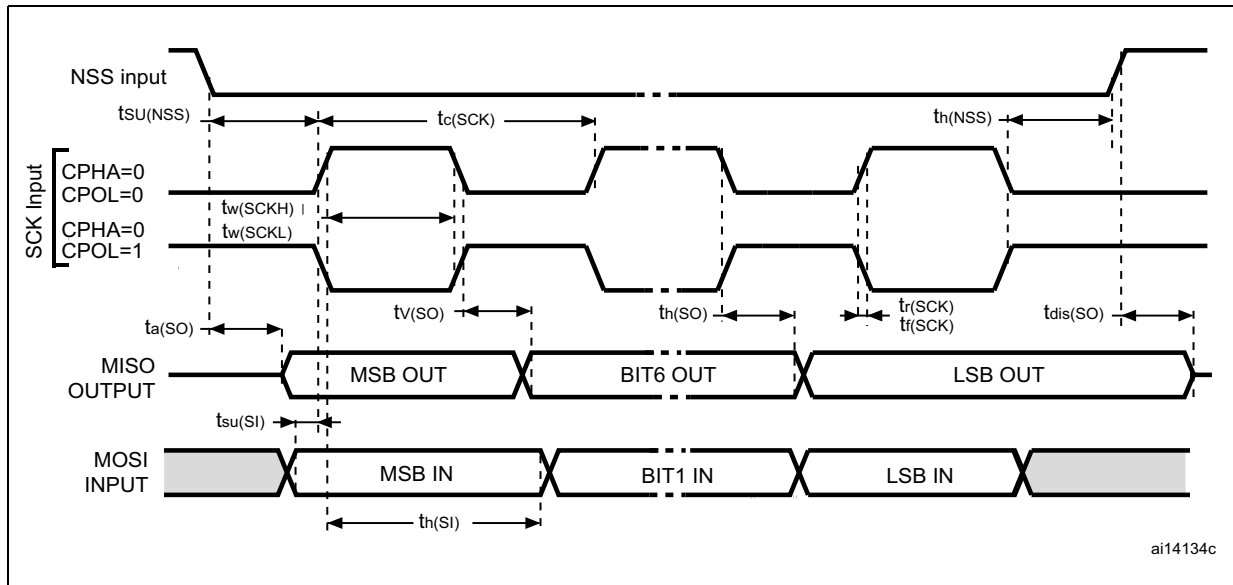 NSS input
tSU(NSS)
tc(SCK)
th(NSS)
SCK Input
CPHA=0
CPOL=0
tw(SCKH)
CPHA=0
CPOL=1
tw(SCKL)
ta(SO)
tV(SO)
th(SO)
tr(SCK)
tf(SCK)
tdis(SO)
MISO
OUTPUT
MSB OUT
BIT6 OUT
LSB OUT
tsu(SI)
MOSI
INPUT
MSB IN
BIT1 IN
LSB IN
th(SI)
ai14134c